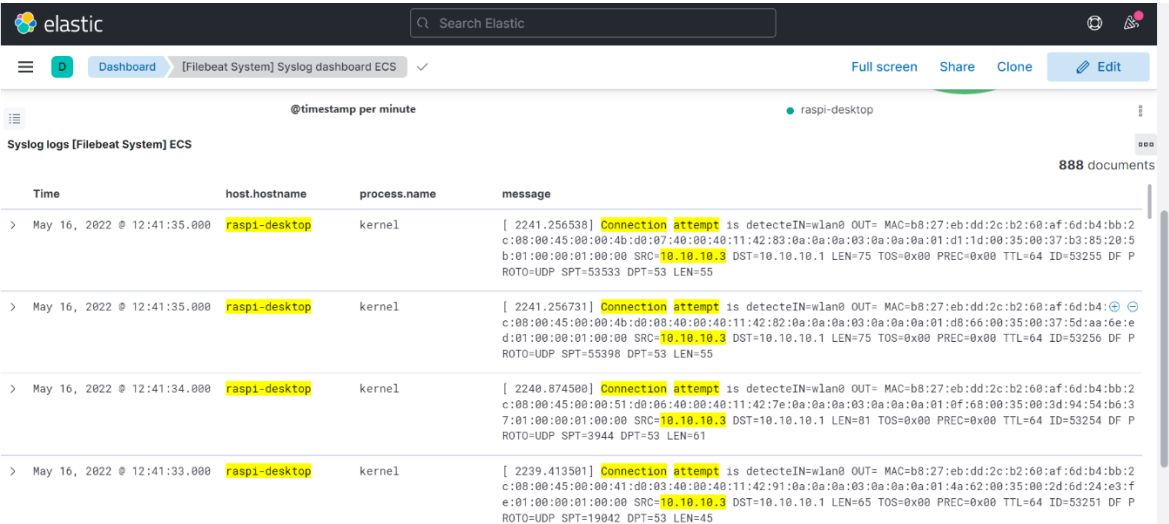 elastic
Search Elastic
D
Dashboard
[Filebeat System] Syslog dashboard ECS
Full screen
Share
Clone
Edit
@timestamp per minute
raspi-desktop
Syslog logs [Filebeat System] ECS
888 documents
Time host.hostname process.name message
May 16, 2022 @ 12:41:35.000 raspi-desktop kernel [ 2241.256538] Connection attempt is detecteIN=wlan0 OUT= MAC=b8:27:eb:dd:2c:b2:60:af:6d:b4:bb:2
c:08:00:45:00:00:4b:d0:07:40:00:40:11:42:83:0a:0a:0a:03:0a:0a:0a:01:d1:1d:00:35:00:37:b3:85:20:5
b:01:00:00:01:00:00 SRC=10.10.10.3 DST=10.10.10.1 LEN=75 TOS=0x00 PREC=0x00 TTL=64 ID=53255 DF P
ROTO=UDP SPT=53533 DPT=53 LEN=55
May 16, 2022 @ 12:41:35.000 raspi-desktop kernel [ 2241.256731] Connection attempt is detecteIN=wlan0 OUT= MAC=b8:27:eb:dd:2c:b2:60:af:6d:b4:
c:08:00:45:00:00:4b:d0:08:40:00:40:11:42:82:0a:0a:0a:03:0a:0a:0a:01:d8:66:00:35:00:37:5d:aa:6e:e
d:01:00:00:01:00:00 SRC=10.10.10.3 DST=10.10.10.1 LEN=75 TOS=0x00 PREC=0x00 TTL=64 ID=53256 DF P
ROTO=UDP SPT=55398 DPT=53 LEN=55
May 16, 2022 @ 12:41:34.000 raspi-desktop kernel [ 2240.874500] Connection attempt is detecteIN=wlan0 OUT= MAC=b8:27:eb:dd:2c:b2:60:af:6d:b4:bb:2
c:08:00:45:00:00:51:d0:06:40:00:40:11:42:7e:0a:0a:0a:03:0a:0a:0a:01:0f:68:00:35:00:3d:94:54:b6:3
7:01:00:00:01:00:00 SRC=10.10.10.3 DST=10.10.10.1 LEN=81 TOS=0x00 PREC=0x00 TTL=64 ID=53254 DF P
ROTO=UDP SPT=3944 DPT=53 LEN=61
May 16, 2022 @ 12:41:33.000 raspi-desktop kernel [ 2239.413501] Connection attempt is detecteIN=wlan0 OUT= MAC=b8:27:eb:dd:2c:b2:60:af:6d:b4:bb:2
c:08:00:45:00:00:41:d0:03:40:00:40:11:42:91:0a:0a:0a:03:0a:0a:0a:01:4a:62:00:35:00:2d:6d:24:e3:f
e:01:00:00:01:00:00 SRC=10.10.10.3 DST=10.10.10.1 LEN=65 TOS=0x00 PREC=0x00 TTL=64 ID=53251 DF P
ROTO=UDP SPT=19042 DPT=53 LEN=45